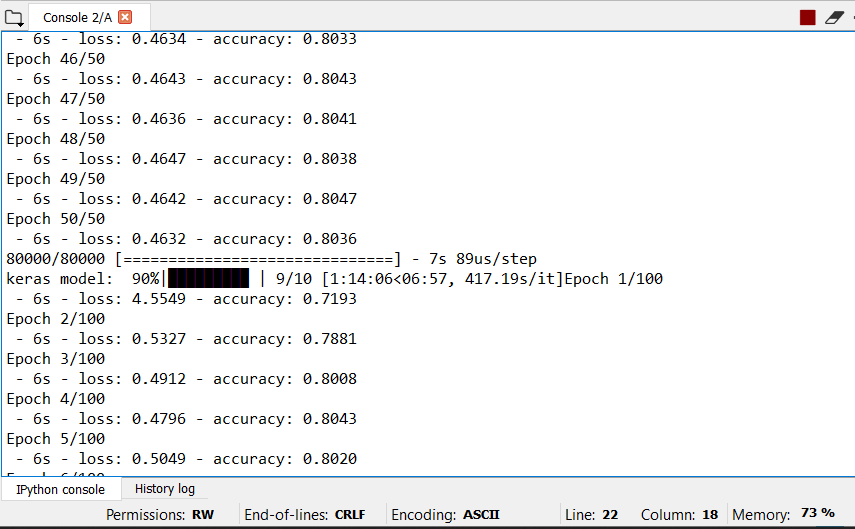 Console 2/A
- 6s - loss: 0.4634 - accuracy: 0.8033
Epoch 46/50
- 6s - loss: 0.4643 - accuracy: 0.8043
Epoch 47/50
- 6s - loss: 0.4636 - accuracy: 0.8041
Epoch 48/50
- 6s - loss: 0.4647 - accuracy: 0.8038
Epoch 49/50
- 6s - loss: 0.4642 - accuracy: 0.8047
Epoch 50/50
- 6s - loss: 0.4632 - accuracy: 0.8036
80000/80000 [==============================] - 7s 89us/step
keras model:  90%|█████████ | 9/10 [1:14:06<06:57, 417.19s/it]Epoch 1/100
- 6s - loss: 4.5549 - accuracy: 0.7193
Epoch 2/100
- 6s - loss: 0.5327 - accuracy: 0.7881
Epoch 3/100
- 6s - loss: 0.4912 - accuracy: 0.8008
Epoch 4/100
- 6s - loss: 0.4796 - accuracy: 0.8043
Epoch 5/100
- 6s - loss: 0.5049 - accuracy: 0.8020
IPython console History log
Permissions: RW End-of-lines: CRLF Encoding: ASCII Line: 22 Column: 18 Memory: 73 %